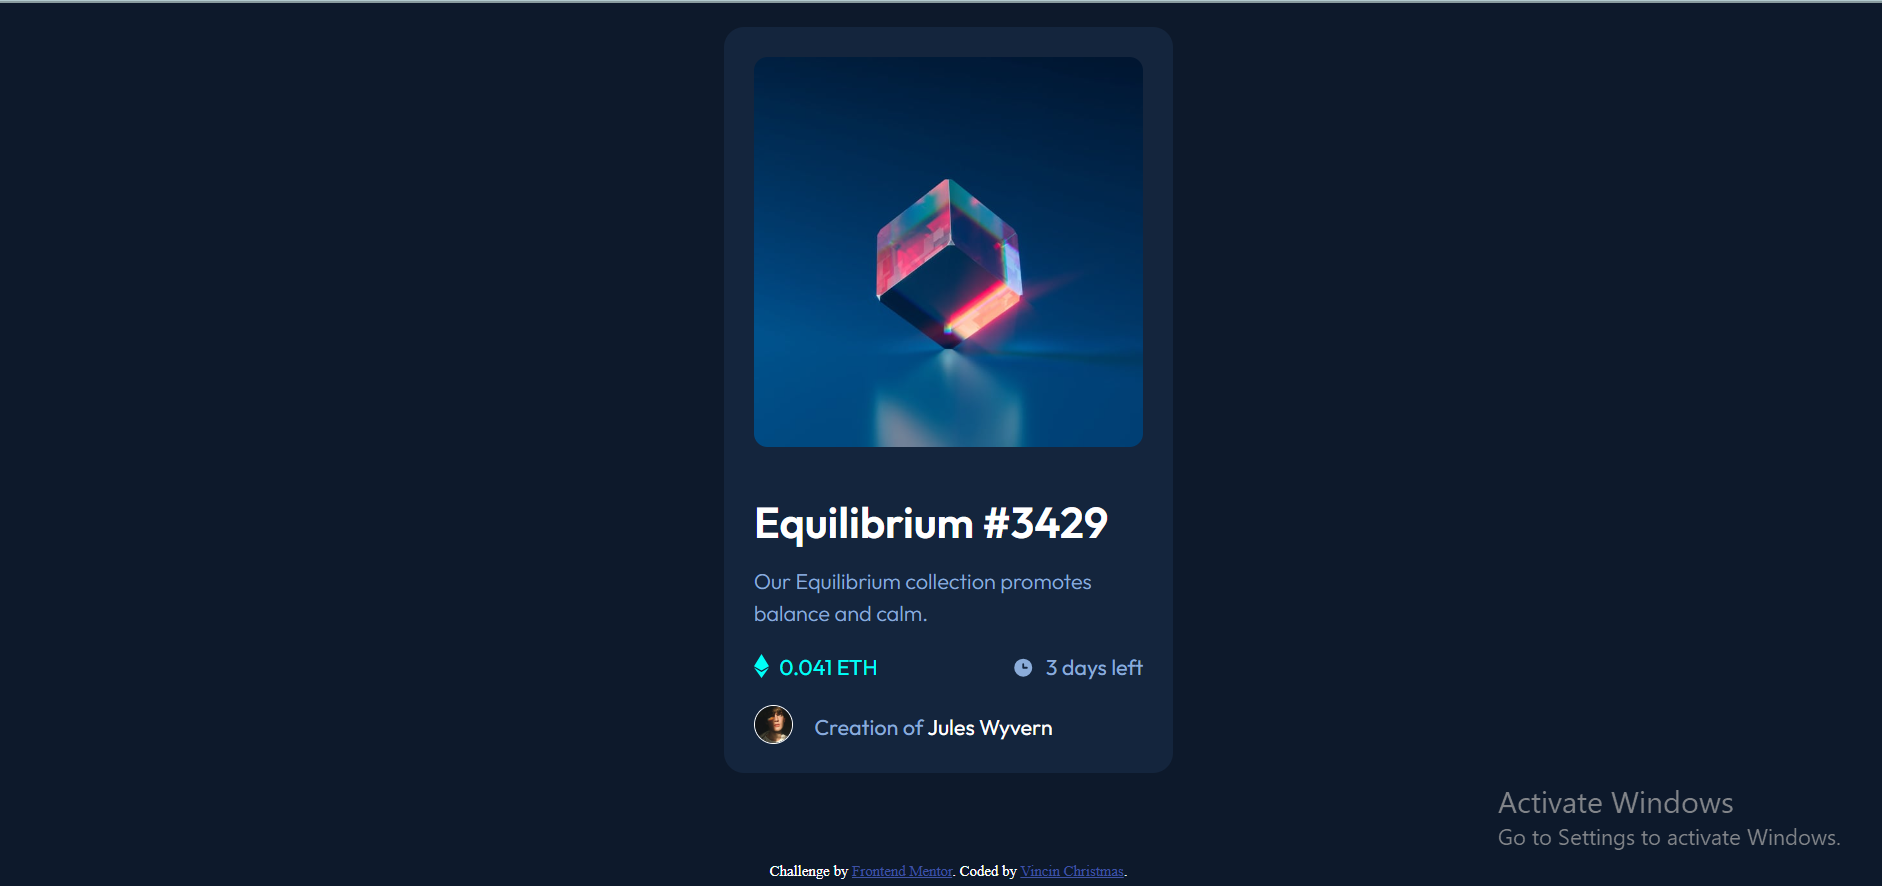 Equilibrium #3429
Our Equilibrium collection promotes
balance and calm.
0.041 ETH
3 days left
Creation of Jules Wyvern
Activate Windows
Go to Settings to activate Windows.
Challenge by Frontend Mentor. Coded by Vincin Christmas.